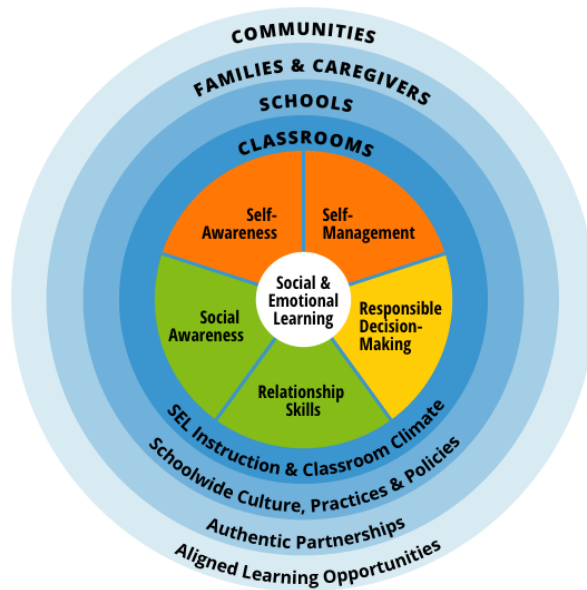 COMMUNITIES
FAMILIES & CAREGIVERS
SCHOOLS
CLASSROOMS
Self-
Awareness
Self-
Management
Social &
Emotional
Learning
Social
Awareness
Responsible
Decision-
Making
Relationship
Skills
SEL Instruction & Classroom Climate
Schoolwide Culture, Practices & Policies
Authentic Partnerships
Aligned Learning Opportunities